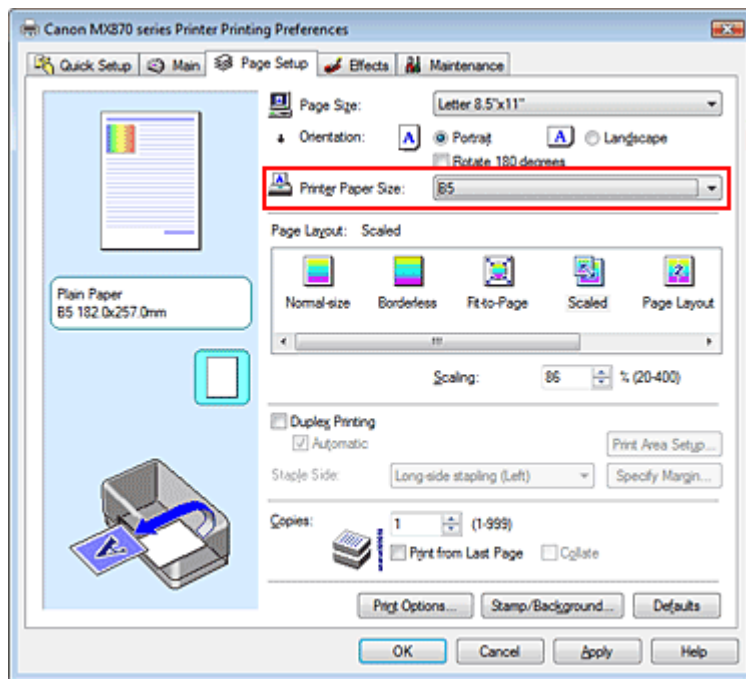 Canon MX870 series Printer Printing Preferences
Quick Setup Main Page Setup Effects Maintenance
Page Size: Letter 8.5"x11"
Orientation: A Portrait A Landscape
Rotate 180 degrees
Printer Paper Size: B5
Page Layout: Scaled
Normal-size Borderless Fit-to-Page Scaled Page Layout
Plain Paper
B5 182.0x257.0mm
Scaling: 86 % (20-400)
Duplex Printing
Automatic Print Area Setup...
Staple Side: Long-side stapling (Left) Specify Margin...
Copies: 1 (1-999)
Print from Last Page Collate
Print Options... Stamp/Background... Defaults
OK Cancel Apply Help